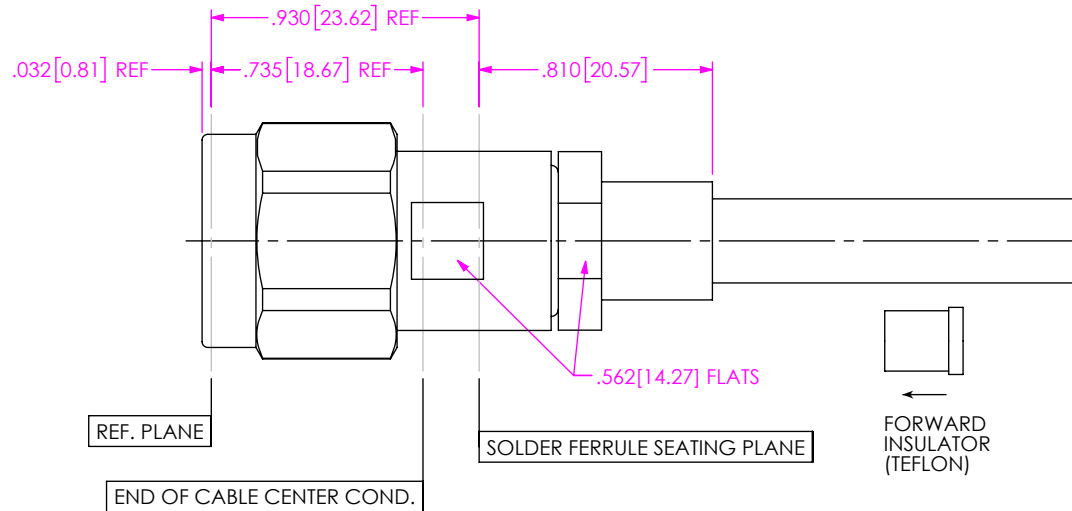 .930[23.62] REF
.032[0.81] REF
.735[18.67] REF
.810[20.57]
.562[14.27] FLATS
REF. PLANE
SOLDER FERRULE SEATING PLANE
END OF CABLE CENTER COND.
FORWARD
INSULATOR
(TEFLON)